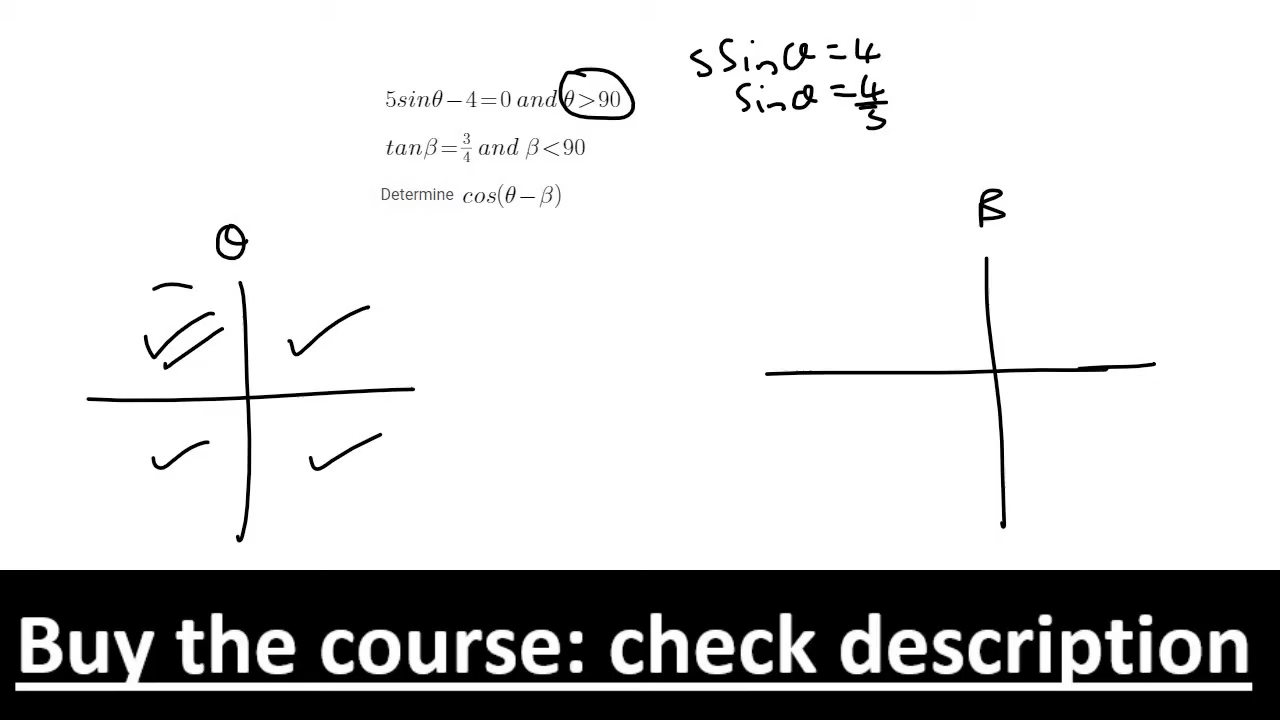 5sinθ−4=0 and θ>90
tanβ=3/4 and β<90
Determine cos(θ−β)
5Sinθ=4
Sinθ=4/5
θ
β
Buy the course: check description